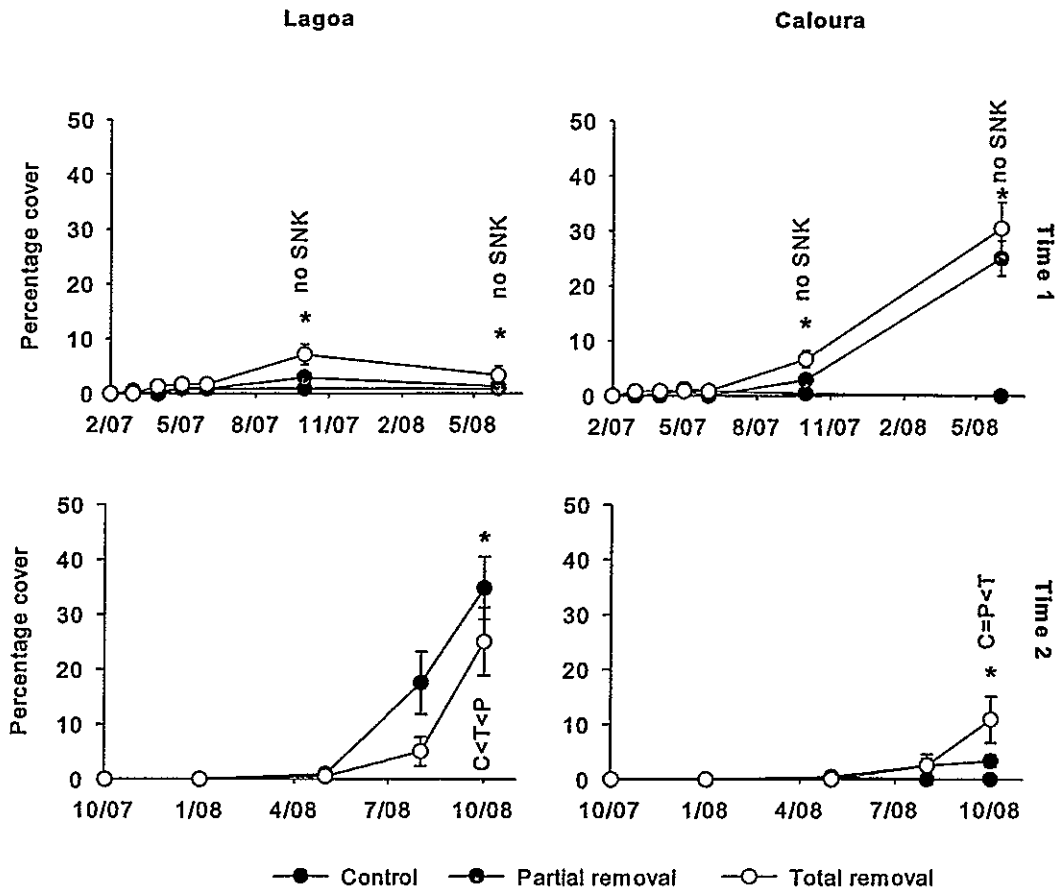 Lagoa
Caloura
Percentage cover
50
40
30
20
10
0
no SNK
*
no SNK
*
2/07 5/07 8/07 11/07 2/08 5/08
50
40
30
20
10
0
* no SNK
* no SNK
2/07 5/07 8/07 11/07 2/08 5/08
Time 1
Percentage cover
50
40
30
20
10
0
*
C<T<P
10/07 1/08 4/08 7/08 10/08
50
40
30
20
10
0
* C=P<T
10/07 1/08 4/08 7/08 10/08
Time 2
Control Partial removal Total removal